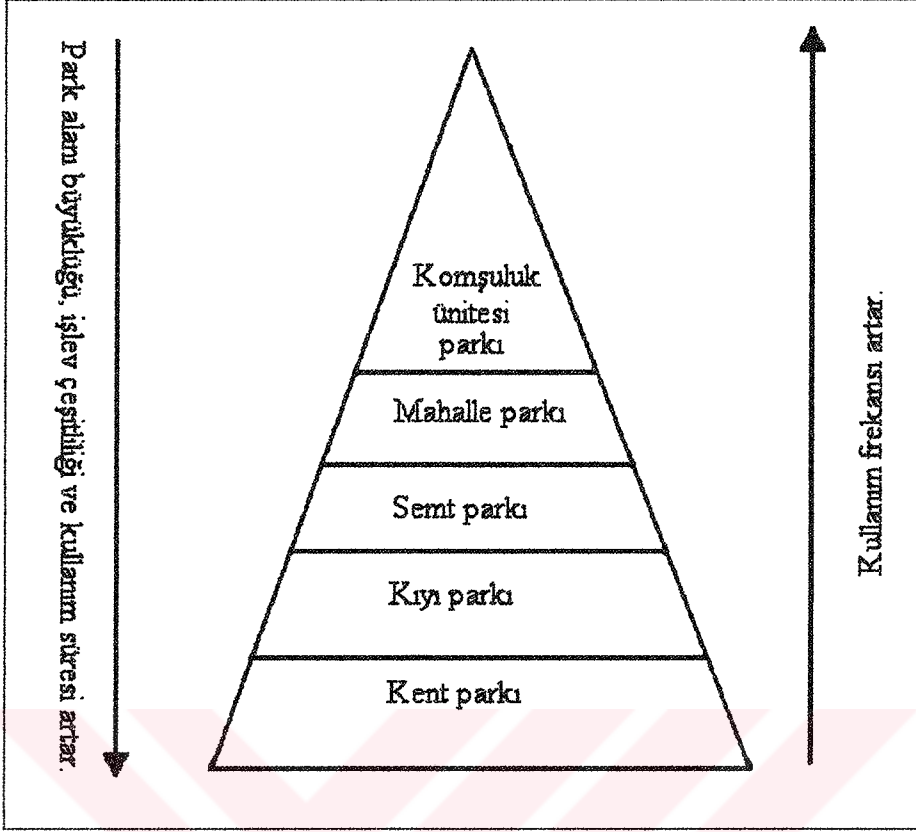 Park alanı büyüklüğü, işlev çeşitliliği ve kullanım süresi artar.
Komşuluk
ünitesi
parkı
Mahalle parkı
Semt parkı
Kıyı parkı
Kent parkı
Kullanım frekansı artar.